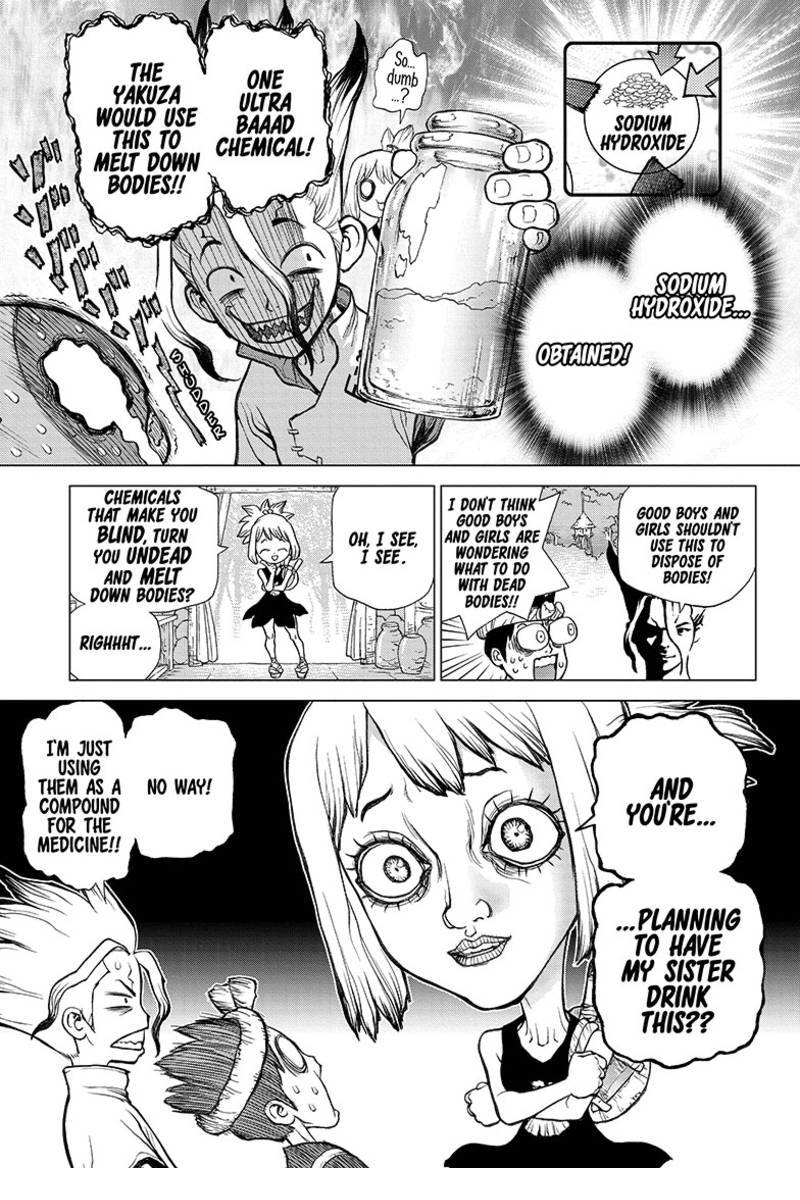 SODIUM
HYDROXIDE
SODIUM
HYDROXIDE...
OBTAINED!
So...
dumb
...?
ONE
ULTRA
BAAAD
CHEMICAL!
THE
YAKUZA
WOULD USE
THIS TO
MELT DOWN
BODIES!!
SHUDDER
GOOD BOYS AND
GIRLS SHOULDN'T
USE THIS TO
DISPOSE OF
BODIES!
I DON'T THINK
GOOD BOYS
AND GIRLS ARE
WONDERING
WHAT TO DO
WITH DEAD
BODIES!!
OH, I SEE,
I SEE.
CHEMICALS
THAT MAKE YOU
BLIND, TURN
YOU UNDEAD
AND MELT
DOWN BODIES?
RIGHHHT...
AND
YOU'RE...
...PLANNING
TO HAVE
MY SISTER
DRINK
THIS??
NO WAY!
I'M JUST
USING
THEM AS A
COMPOUND
FOR THE
MEDICINE!!